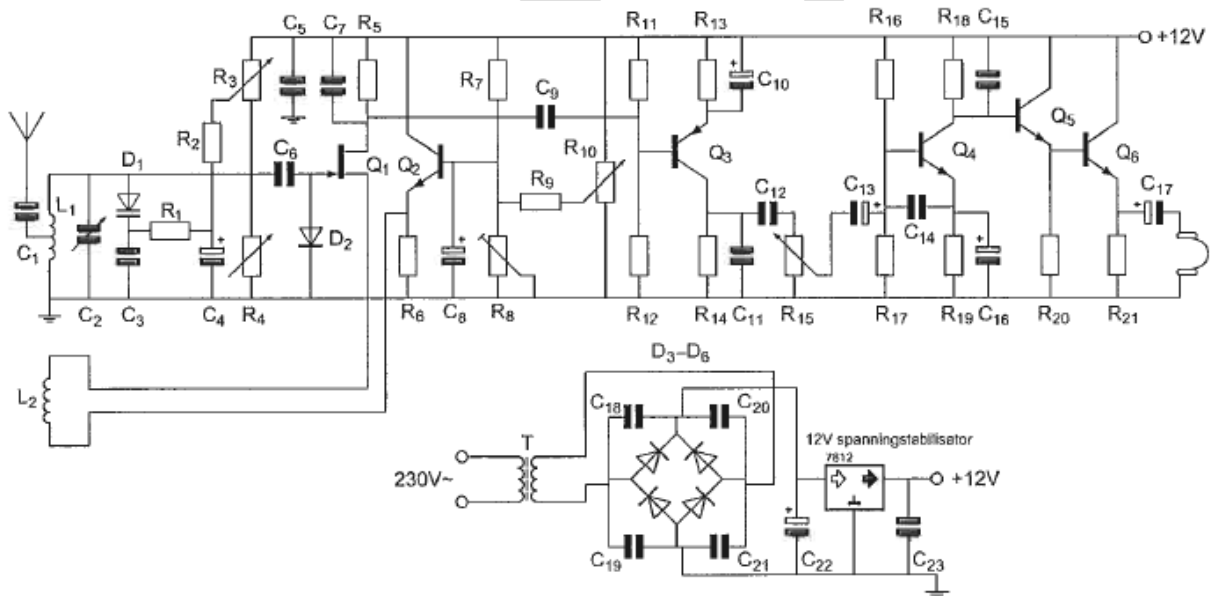 C5 C7 R5 R11 R13 R16 R18 C15
+12V
R3 R7 C9 + C10
R2 Q5
D1 C6 Q1 Q2 R10 Q3 Q4 Q6
L1 R1 R9 C12 C13 C17
C1 + D2 + + C14 + +
C2 C3 C4 R4 R6 C8 R8 R12 R14 C11 R15 R17 R19 C16 R20 R21
D3–D6
L2 C18 C20
T 12V spanningstabilisator
7812
230V~ +12V
+
C19 C21 C22 C23